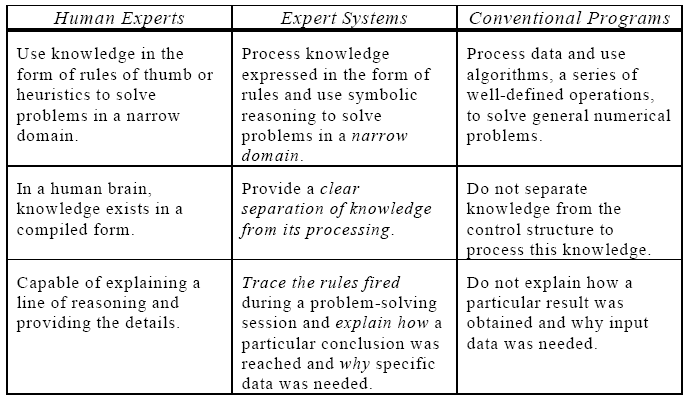 Human Experts
Expert Systems
Conventional Programs
Use knowledge in the
form of rules of thumb or
heuristics to solve
problems in a narrow
domain.
Process knowledge
expressed in the form of
rules and use symbolic
reasoning to solve
problems in a narrow
domain.
Process data and use
algorithms, a series of
well-defined operations,
to solve general numerical
problems.
In a human brain,
knowledge exists in a
compiled form.
Provide a clear
separation of knowledge
from its processing.
Do not separate
knowledge from the
control structure to
process this knowledge.
Capable of explaining a
line of reasoning and
providing the details.
Trace the rules fired
during a problem-solving
session and explain how a
particular conclusion was
reached and why specific
data was needed.
Do not explain how a
particular result was
obtained and why input
data was needed.